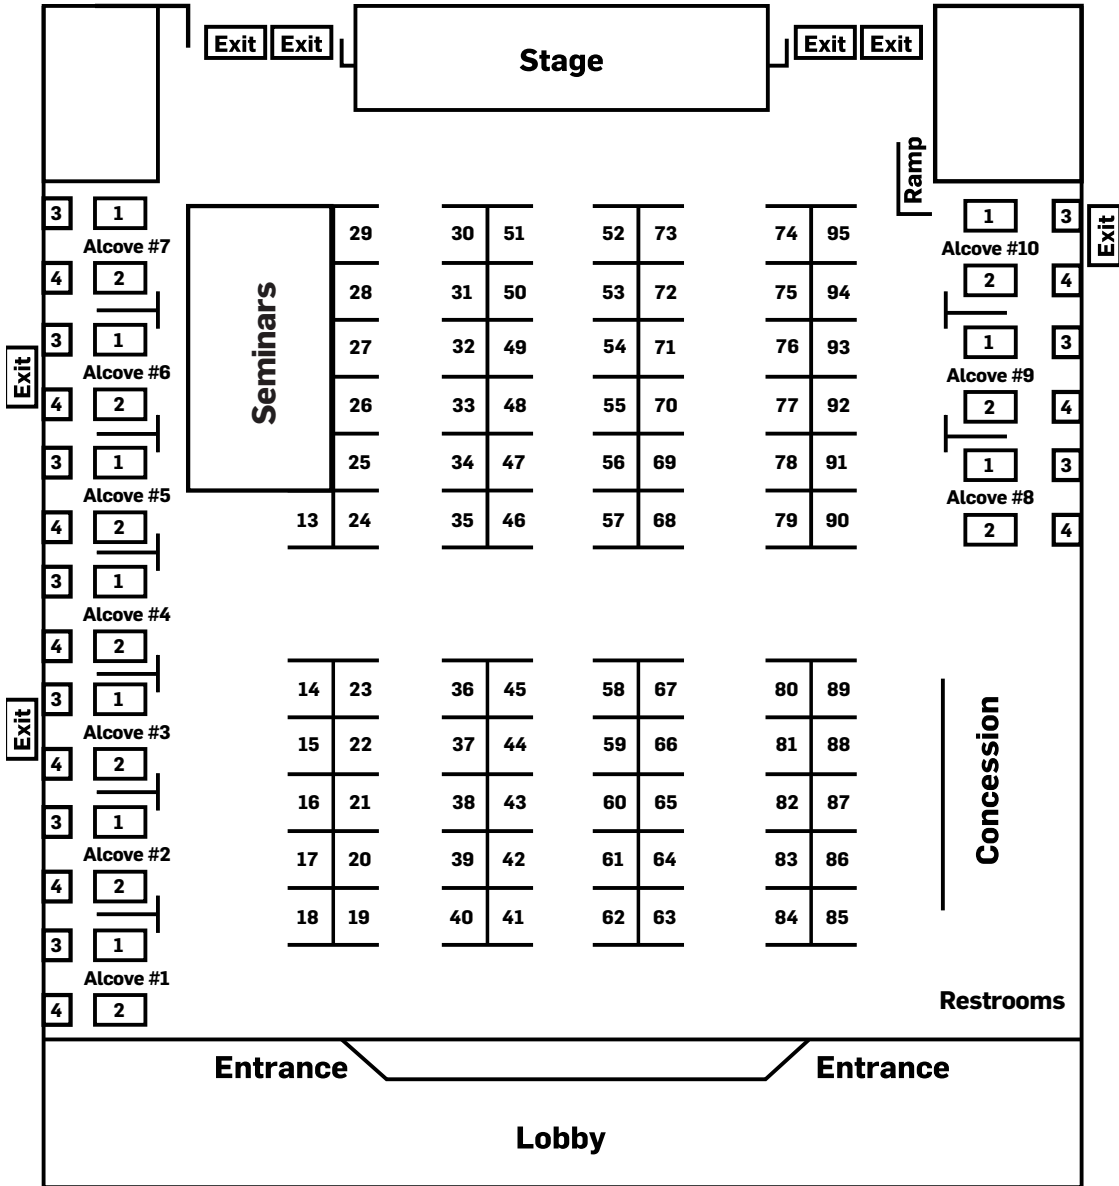 Exit Exit Stage Exit Exit
Ramp
3 1 1 3
Exit
Alcove #7 Alcove #10
29 30 51 52 73 74 95
4 2 2 4
28 31 50 53 72 75 94
Seminars
3 1 1 3
27 32 49 54 71 76 93
Exit
Alcove #6 Alcove #9
4 2 2 4
26 33 48 55 70 77 92
3 1 1 3
25 34 47 56 69 78 91
Alcove #5 Alcove #8
4 2 2 4
13 24 35 46 57 68 79 90
3 1
Alcove #4
4 2
3 1
14 23 36 45 58 67 80 89
Exit
Alcove #3
15 22 37 44 59 66 81 88
4 2
Concession
16 21 38 43 60 65 82 87
3 1
Alcove #2
17 20 39 42 61 64 83 86
4 2
18 19 40 41 62 63 84 85
3 1
Alcove #1
Restrooms
4 2
Entrance Entrance
Lobby